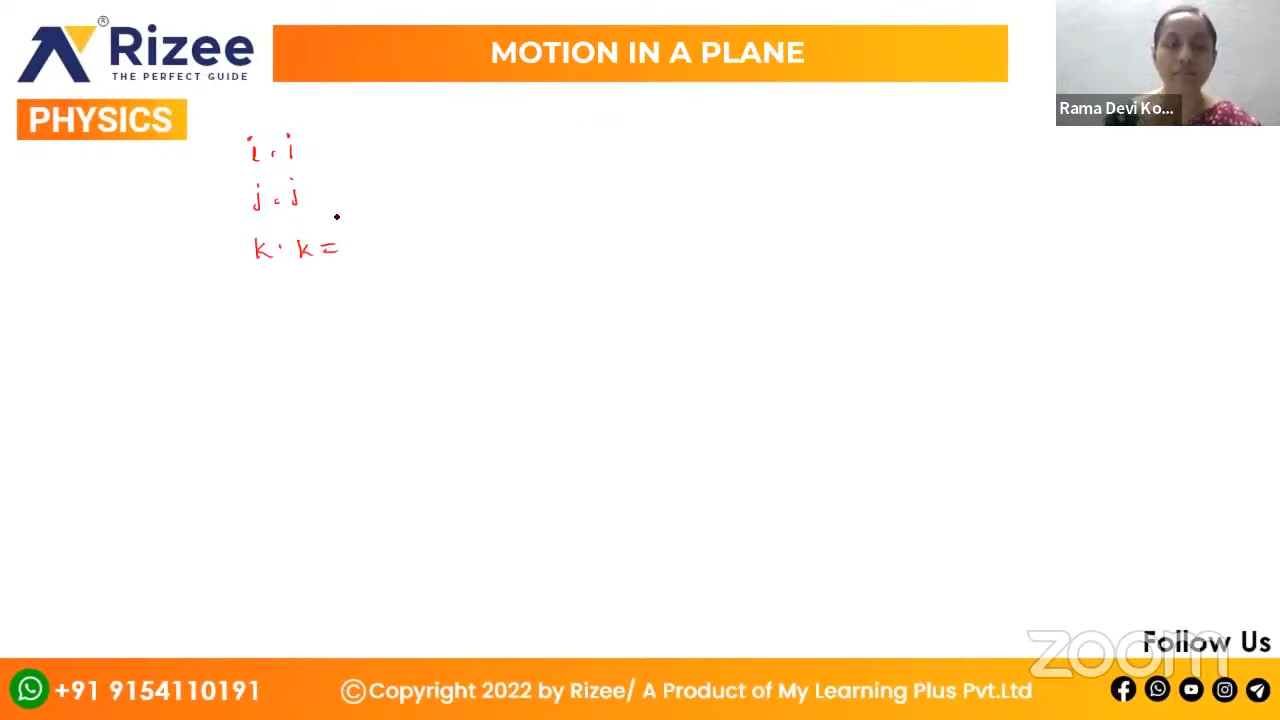 Rizee®
THE PERFECT GUIDE
MOTION IN A PLANE
Rama Devi Ko...
PHYSICS
i . i
j . j
k . k =
zoom
Follow Us
+91 9154110191
©Copyright 2022 by Rizee/ A Product of My Learning Plus Pvt.Ltd